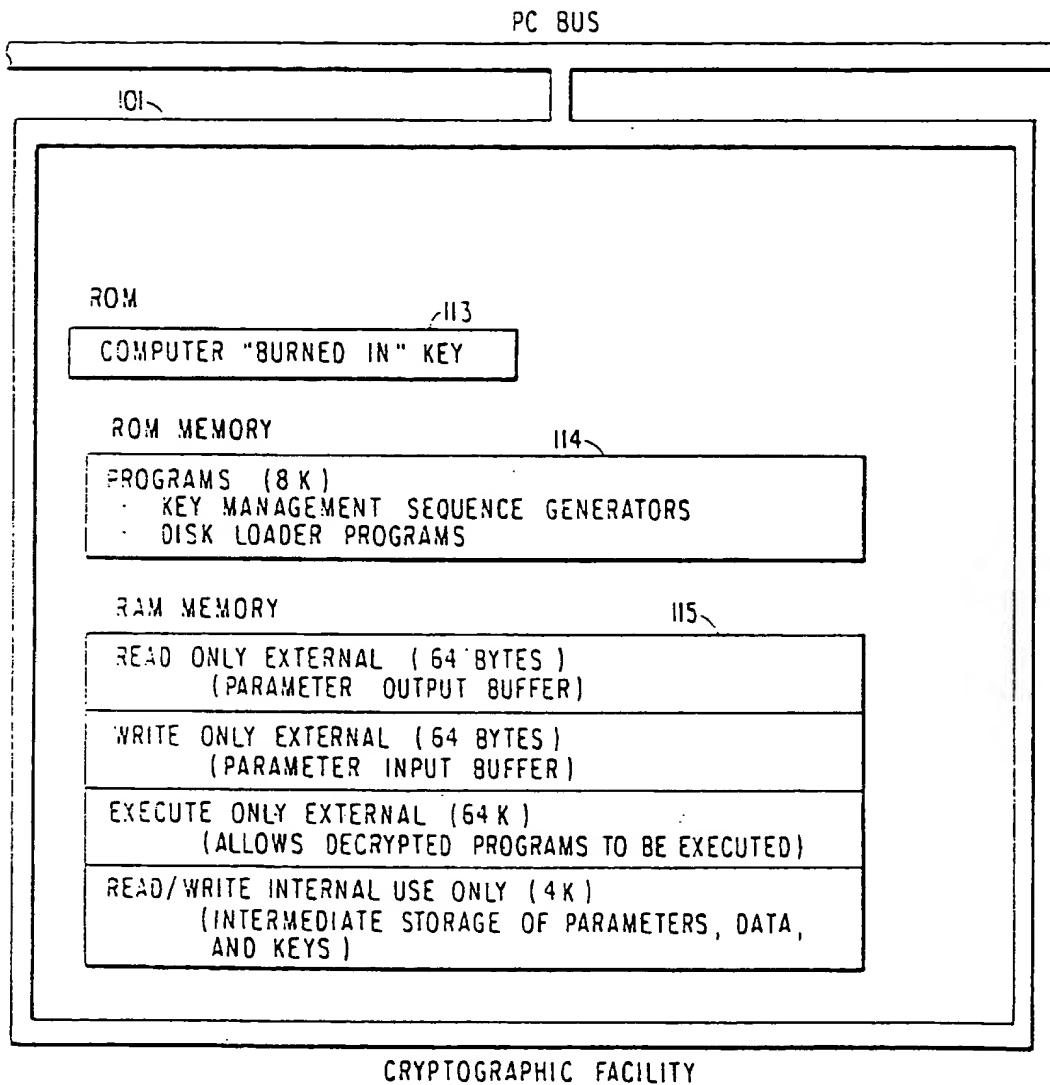 PC BUS
101
ROM
113
COMPUTER "BURNED IN" KEY
ROM MEMORY
114
PROGRAMS (8K)
· KEY MANAGEMENT SEQUENCE GENERATORS
· DISK LOADER PROGRAMS
RAM MEMORY
115
READ ONLY EXTERNAL (64 BYTES)
(PARAMETER OUTPUT BUFFER)
WRITE ONLY EXTERNAL (64 BYTES)
(PARAMETER INPUT BUFFER)
EXECUTE ONLY EXTERNAL (64K)
(ALLOWS DECRYPTED PROGRAMS TO BE EXECUTED)
READ/WRITE INTERNAL USE ONLY (4K)
(INTERMEDIATE STORAGE OF PARAMETERS, DATA,
AND KEYS)
CRYPTOGRAPHIC FACILITY